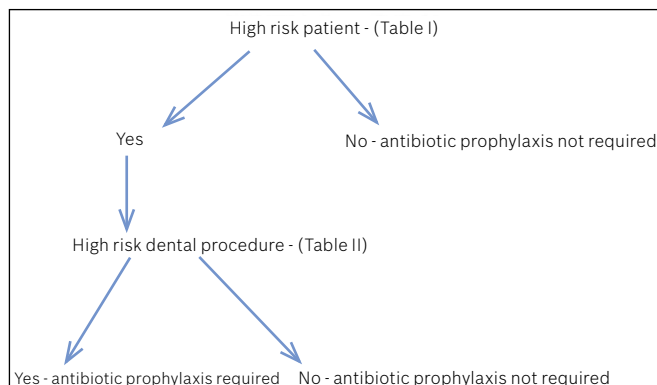 High risk patient - (Table I)
Yes
No - antibiotic prophylaxis not required
High risk dental procedure - (Table II)
Yes - antibiotic prophylaxis required
No - antibiotic prophylaxis not required